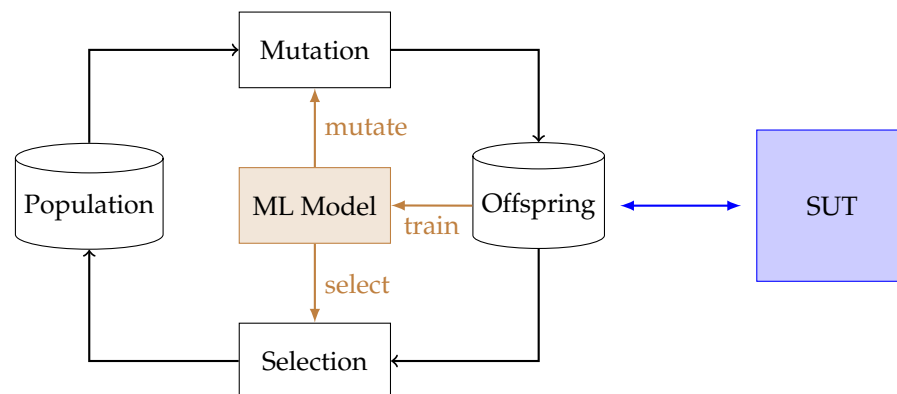 Mutation
mutate
Population
ML Model
Offspring
SUT
train
select
Selection